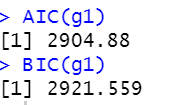 > AIC(g1)
[1] 2904.88
> BIC(g1)
[1] 2921.559